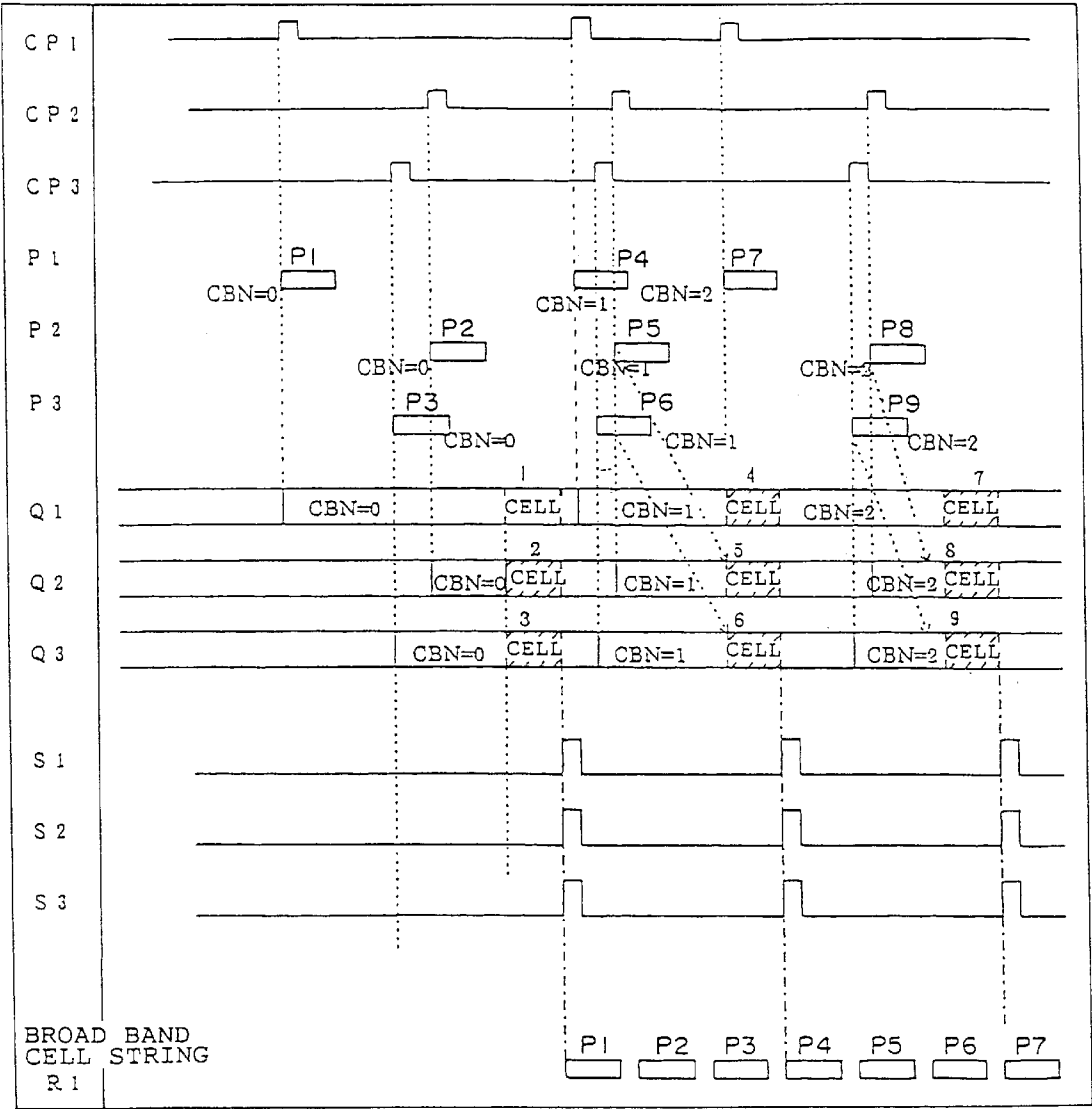 CP1
CP2
CP3
P1 P1 P4 P7
CBN=0 CBN=1 CBN=2
P2 P2 P5 P8
CBN=0 CBN=1 CBN=2
P3 P3 P6 P9
CBN=0 CBN=1 CBN=2
1 4 7
Q1 CBN=0 CELL CBN=1 CELL CBN=2 CELL
2 5 8
Q2 CBN=0 CELL CBN=1 CELL CBN=2 CELL
3 6 9
Q3 CBN=0 CELL CBN=1 CELL CBN=2 CELL
S1
S2
S3
BROAD BAND
CELL STRING
R1
P1 P2 P3 P4 P5 P6 P7